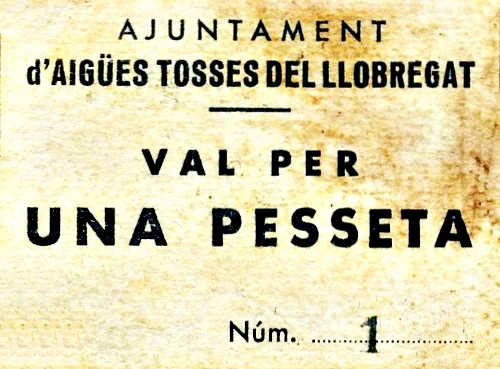 AJUNTAMENT
d'AIGÜES TOSSES DEL LLOBREGAT
VAL PER
UNA PESSETA
Núm. 1